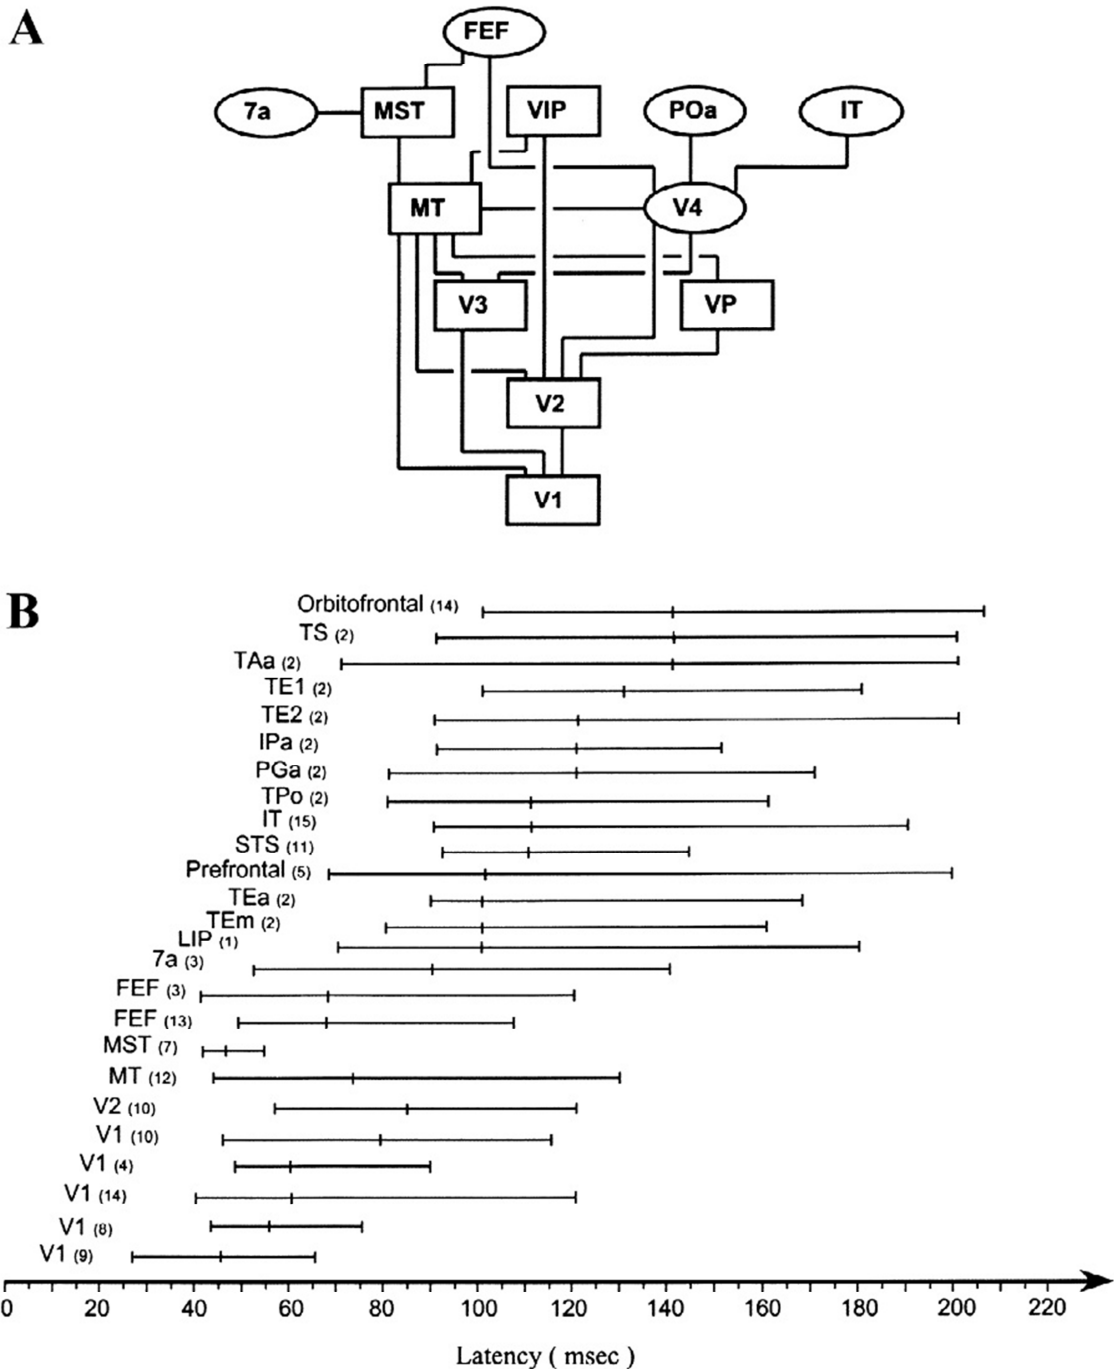 A
FEF
7a MST VIP POa IT
MT V4
V3 VP
V2
V1
B
Orbitofrontal (14)
TS (2)
TAa (2)
TE1 (2)
TE2 (2)
IPa (2)
PGa (2)
TPo (2)
IT (15)
STS (11)
Prefrontal (5)
TEa (2)
TEm (2)
LIP (1)
7a (3)
FEF (3)
FEF (13)
MST (7)
MT (12)
V2 (10)
V1 (10)
V1 (4)
V1 (14)
V1 (8)
V1 (9)
0 20 40 60 80 100 120 140 160 180 200 220
Latency ( msec )